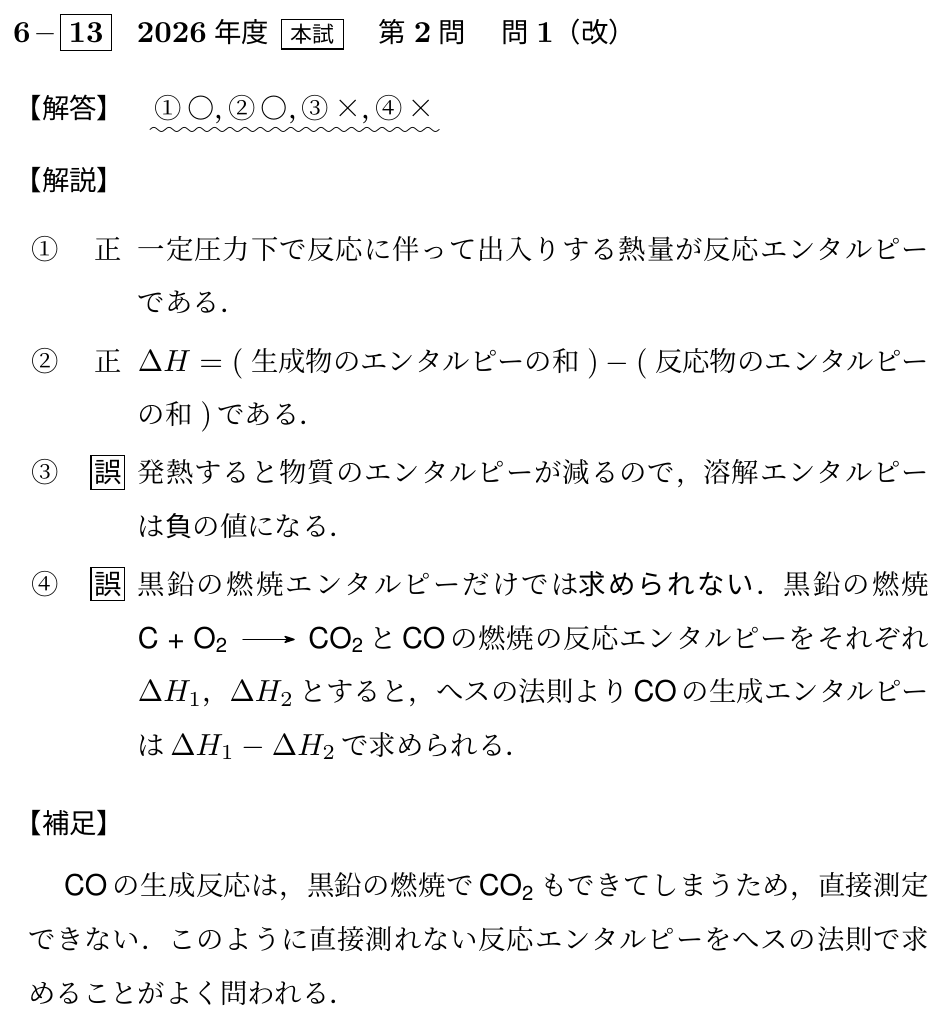 6－13 2026 年度 本試 第 2 問 問 1（改）
【解答】 ①○, ②○, ③×, ④×
【解説】
① 正 一定圧力下で反応に伴って出入りする熱量が反応エンタルピー
である．
② 正 ΔH = ( 生成物のエンタルピーの和 ) − ( 反応物のエンタルピー
の和 ) である．
③ 誤 発熱すると物質のエンタルピーが減るので，溶解エンタルピー
は負の値になる．
④ 誤 黒鉛の燃焼エンタルピーだけでは求められない．黒鉛の燃焼
C + O₂ ⟶ CO₂ と CO の燃焼の反応エンタルピーをそれぞれ
ΔH₁，ΔH₂ とすると，ヘスの法則より CO の生成エンタルピー
は ΔH₁ − ΔH₂ で求められる．
【補足】
CO の生成反応は，黒鉛の燃焼で CO₂ もできてしまうため，直接測定
できない．このように直接測れない反応エンタルピーをヘスの法則で求
めることがよく問われる．